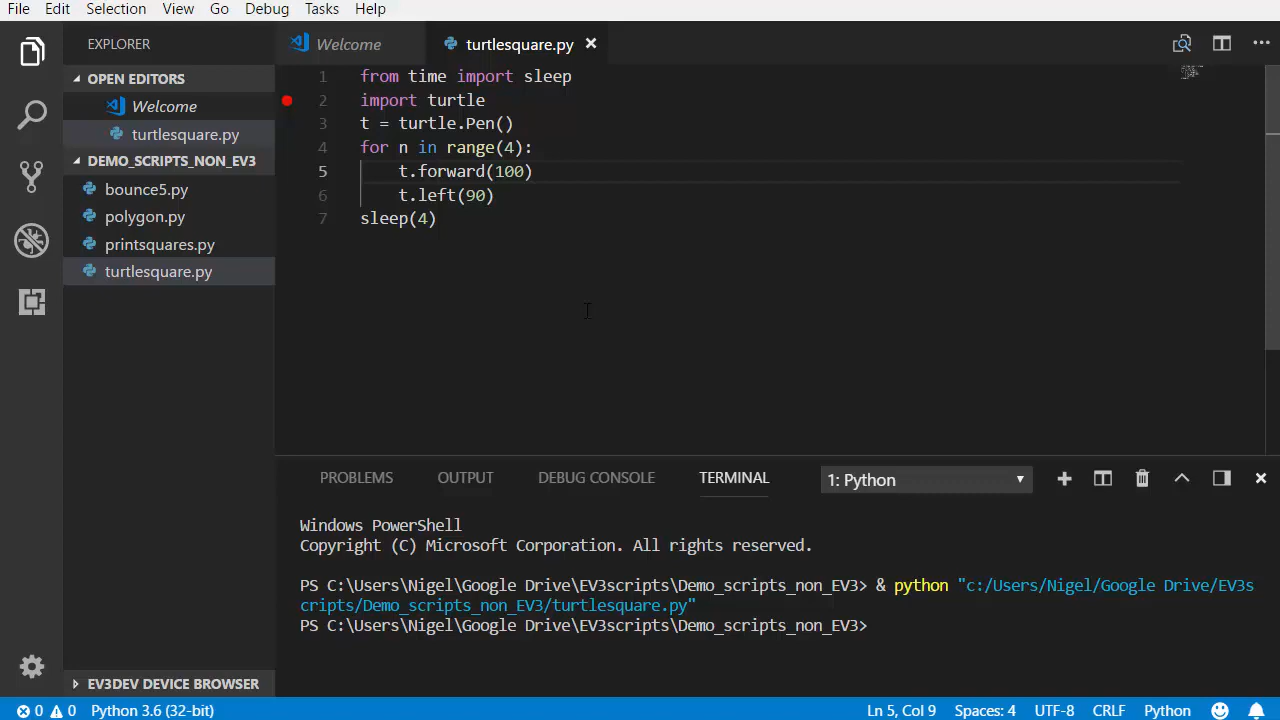 File Edit Selection View Go Debug Tasks Help
EXPLORER
OPEN EDITORS
Welcome
turtlesquare.py
DEMO_SCRIPTS_NON_EV3
bounce5.py
polygon.py
printsquares.py
turtlesquare.py
EV3DEV DEVICE BROWSER
Welcome turtlesquare.py
1 from time import sleep
2 import turtle
3 t = turtle.Pen()
4 for n in range(4):
5 t.forward(100)
6 t.left(90)
7 sleep(4)
PROBLEMS OUTPUT DEBUG CONSOLE TERMINAL 1: Python
Windows PowerShell
Copyright (C) Microsoft Corporation. All rights reserved.
PS C:\Users\Nigel\Google Drive\EV3scripts\Demo_scripts_non_EV3> & python "c:/Users/Nigel/Google Drive/EV3s
cripts/Demo_scripts_non_EV3/turtlesquare.py"
PS C:\Users\Nigel\Google Drive\EV3scripts\Demo_scripts_non_EV3>
0 0 Python 3.6 (32-bit) Ln 5, Col 9 Spaces: 4 UTF-8 CRLF Python